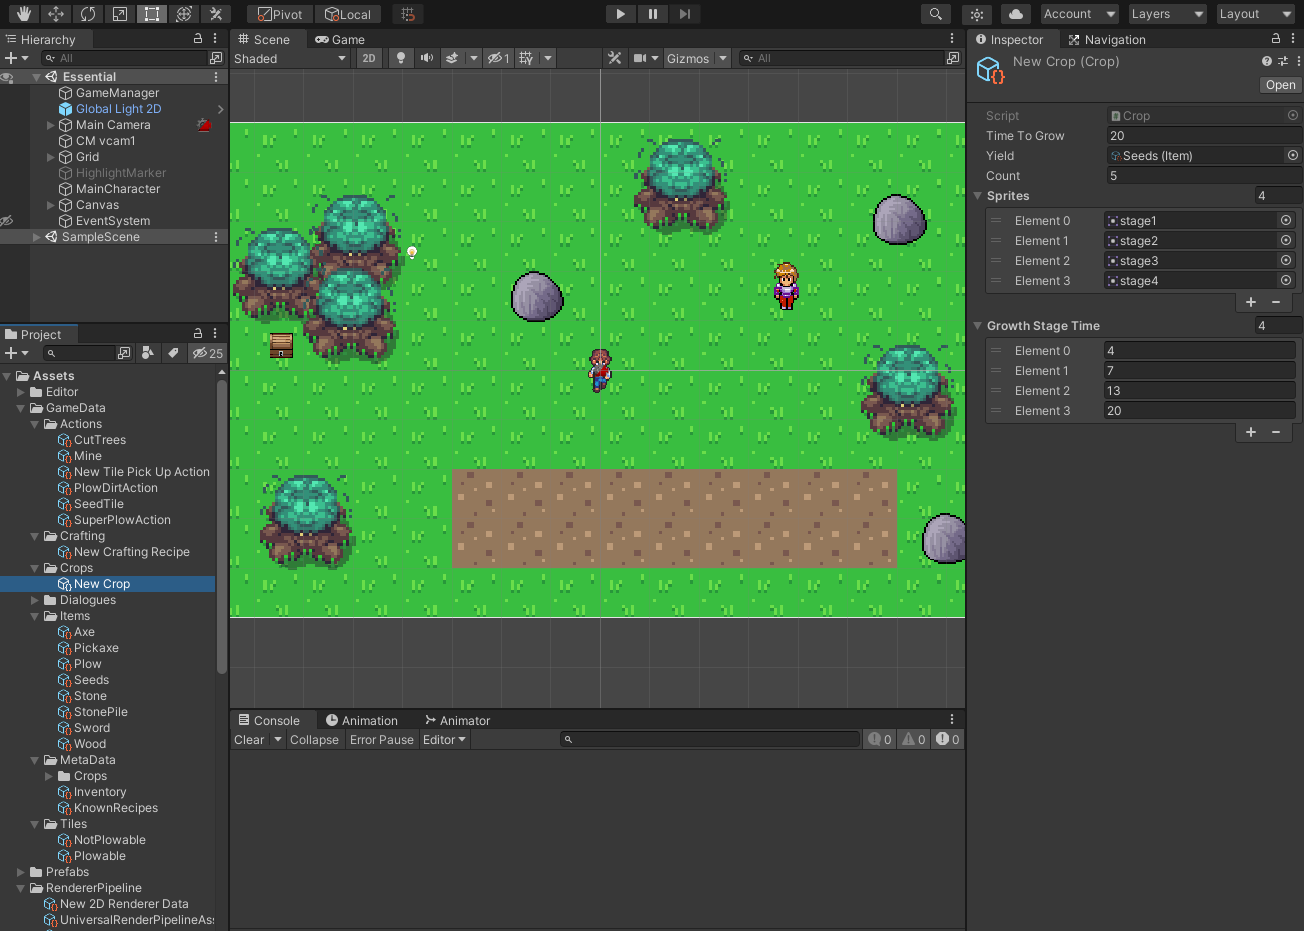 Pivot
Local
Account
Layers
Layout
Hierarchy
All
Essential
GameManager
Global Light 2D
Main Camera
CM vcam1
Grid
HighlightMarker
MainCharacter
Canvas
EventSystem
SampleScene
Project
25
Assets
Editor
GameData
Actions
CutTrees
Mine
New Tile Pick Up Action
PlowDirtAction
SeedTile
SuperPlowAction
Crafting
New Crafting Recipe
Crops
New Crop
Dialogues
Items
Axe
Pickaxe
Plow
Seeds
Stone
StonePile
Sword
Wood
MetaData
Crops
Inventory
KnownRecipes
Tiles
NotPlowable
Plowable
Prefabs
RendererPipeline
New 2D Renderer Data
UniversalRenderPipelineAss
Scene
Game
Shaded
2D
1
Gizmos
All
Console
Animation
Animator
Clear
Collapse
Error Pause
Editor
0
0
0
Inspector
Navigation
New Crop (Crop)
Open
Script
Crop
Time To Grow
20
Yield
Seeds (Item)
Count
5
Sprites
4
Element 0
stage1
Element 1
stage2
Element 2
stage3
Element 3
stage4
Growth Stage Time
4
Element 0
4
Element 1
7
Element 2
13
Element 3
20